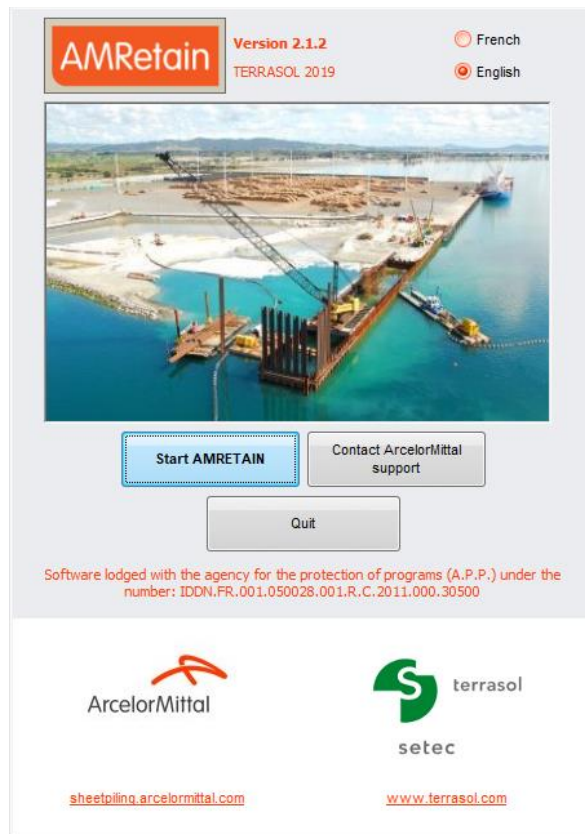 AMRetain
Version 2.1.2
TERRASOL 2019
French
English
Start AMRETAIN
Contact ArcelorMittal
support
Quit
Software lodged with the agency for the protection of programs (A.P.P.) under the
number: IDDN.FR.001.050028.001.R.C.2011.000.30500
ArcelorMittal
S
terrasol
setec
sheetpiling.arcelormittal.com
www.terrasol.com